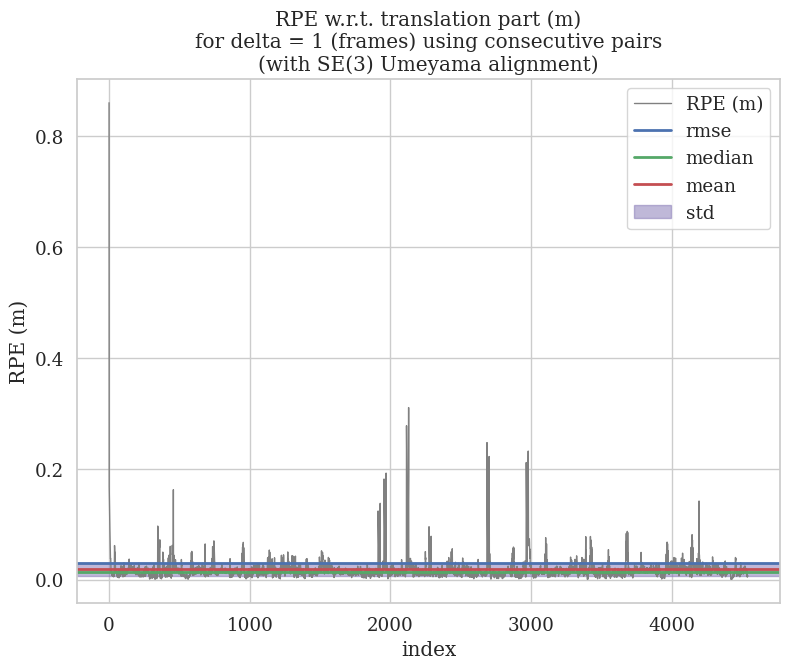 RPE w.r.t. translation part (m)
for delta = 1 (frames) using consecutive pairs
(with SE(3) Umeyama alignment)
RPE (m)
rmse
median
mean
std
RPE (m)
0.8
0.6
0.4
0.2
0.0
0 1000 2000 3000 4000
index